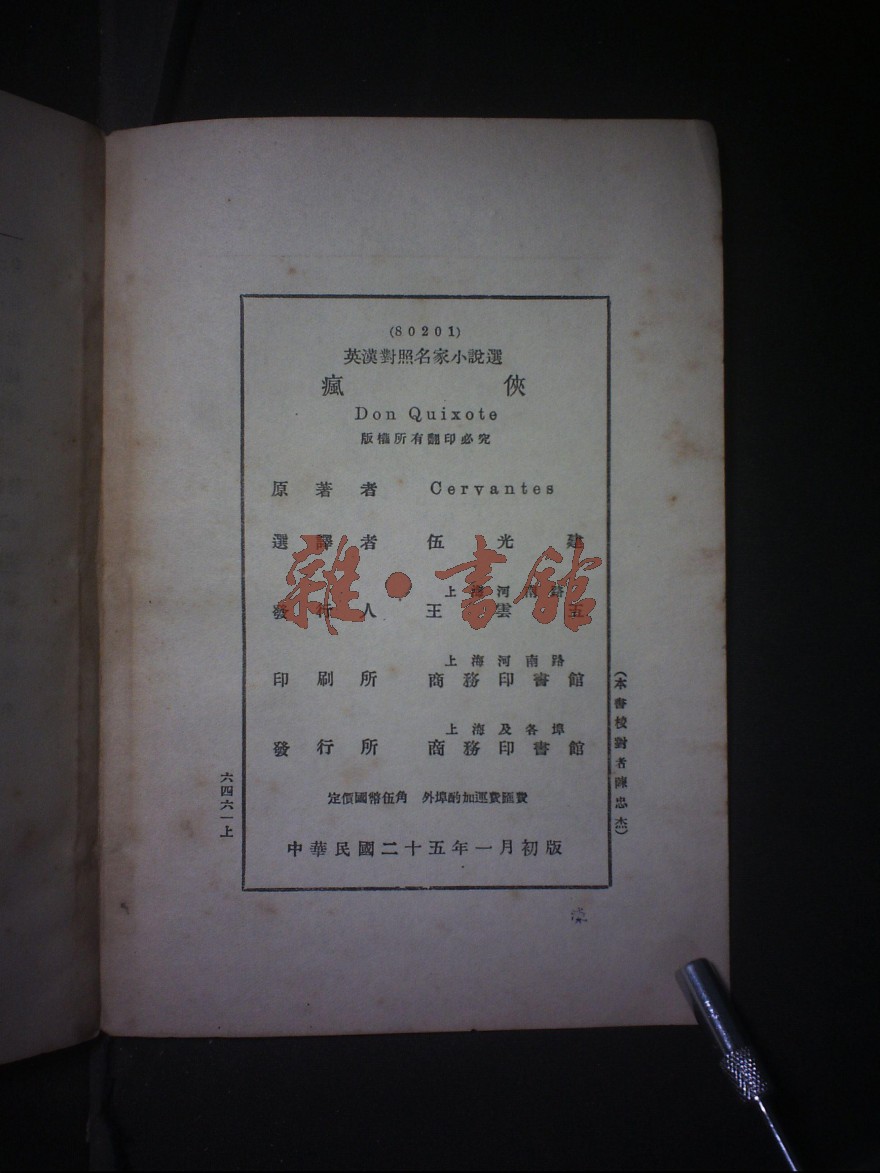 (80201)
英漢對照名家小說選
瘋俠
Don Quixote
版權所有翻印必究
原著者 Cervantes
選譯者 伍光建
上海河南路
發行人 王雲五
上海河南路
印刷所 商務印書館
上海及各埠
發行所 商務印書館
定價國幣伍角 外埠酌加運費匯費
中華民國二十五年一月初版
(本書校對者陳忠杰)
六四六一上
雜·書館